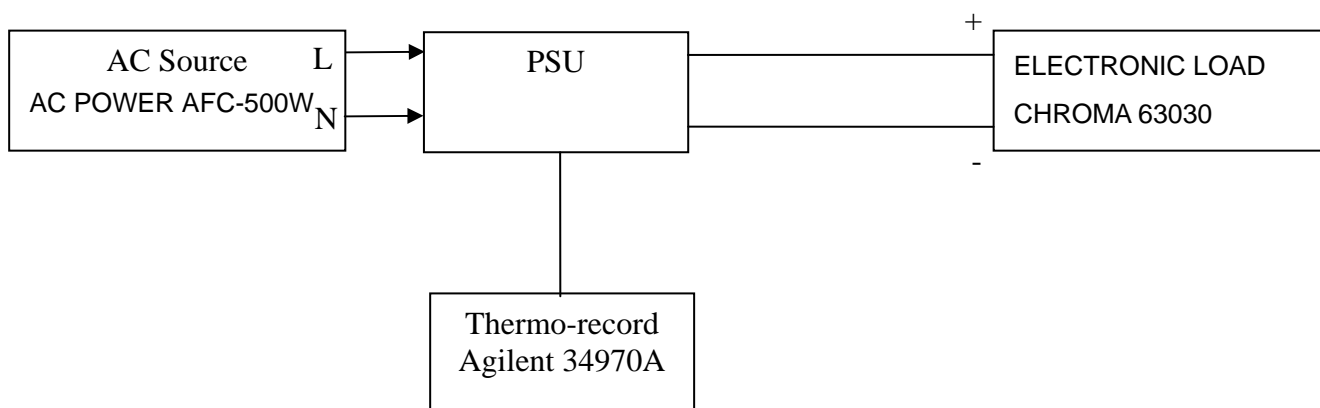 AC Source
AC POWER AFC-500W
L
N
PSU
+
-
ELECTRONIC LOAD
CHROMA 63030
Thermo-record
Agilent 34970A